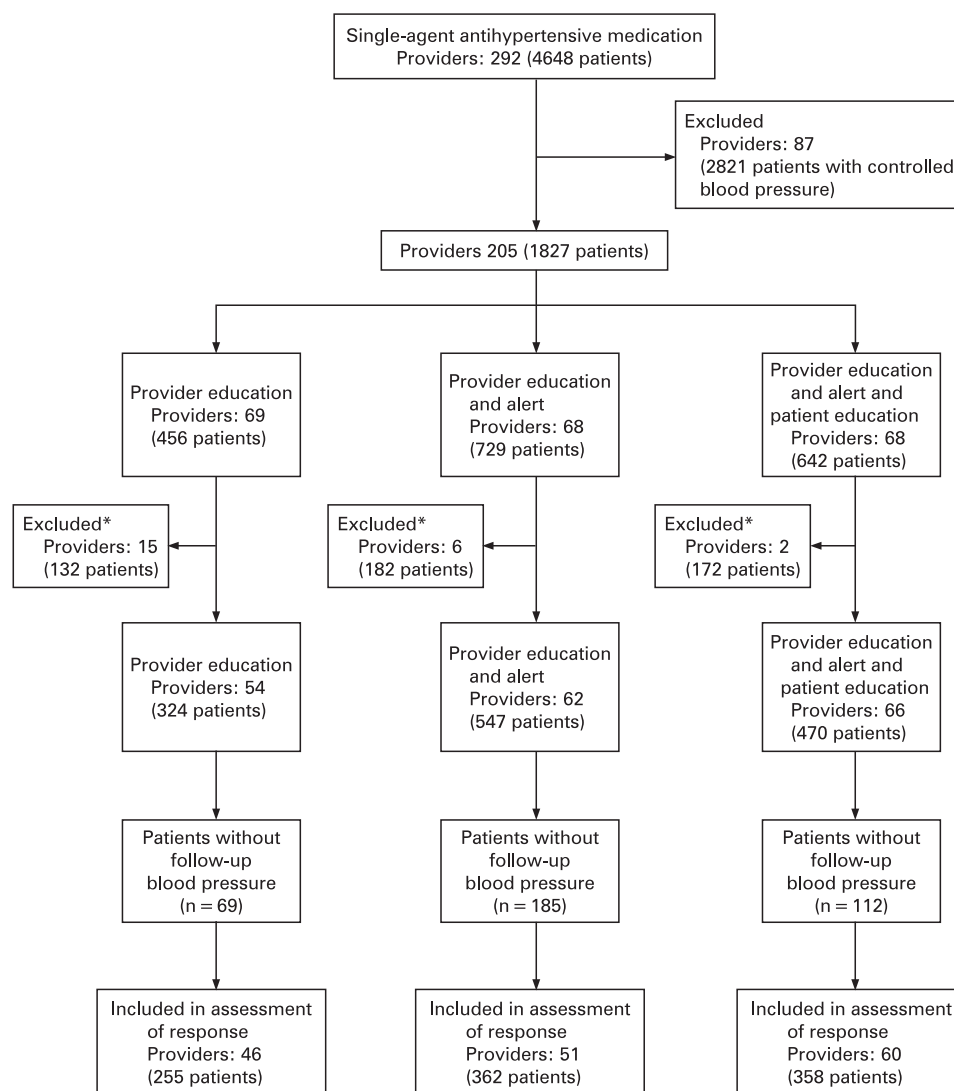 Single-agent antihypertensive medication
Providers: 292 (4648 patients)
Excluded
Providers: 87
(2821 patients with controlled
blood pressure)
Providers 205 (1827 patients)
Provider education
Providers: 69
(456 patients)
Provider education
and alert
Providers: 68
(729 patients)
Provider education
and alert and
patient education
Providers: 68
(642 patients)
Excluded*
Providers: 15
(132 patients)
Excluded*
Providers: 6
(182 patients)
Excluded*
Providers: 2
(172 patients)
Provider education
Providers: 54
(324 patients)
Provider education
and alert
Providers: 62
(547 patients)
Provider education
and alert and
patient education
Providers: 66
(470 patients)
Patients without
follow-up
blood pressure
(n = 69)
Patients without
follow-up
blood pressure
(n = 185)
Patients without
follow-up
blood pressure
(n = 112)
Included in assessment
of response
Providers: 46
(255 patients)
Included in assessment
of response
Providers: 51
(362 patients)
Included in assessment
of response
Providers: 60
(358 patients)